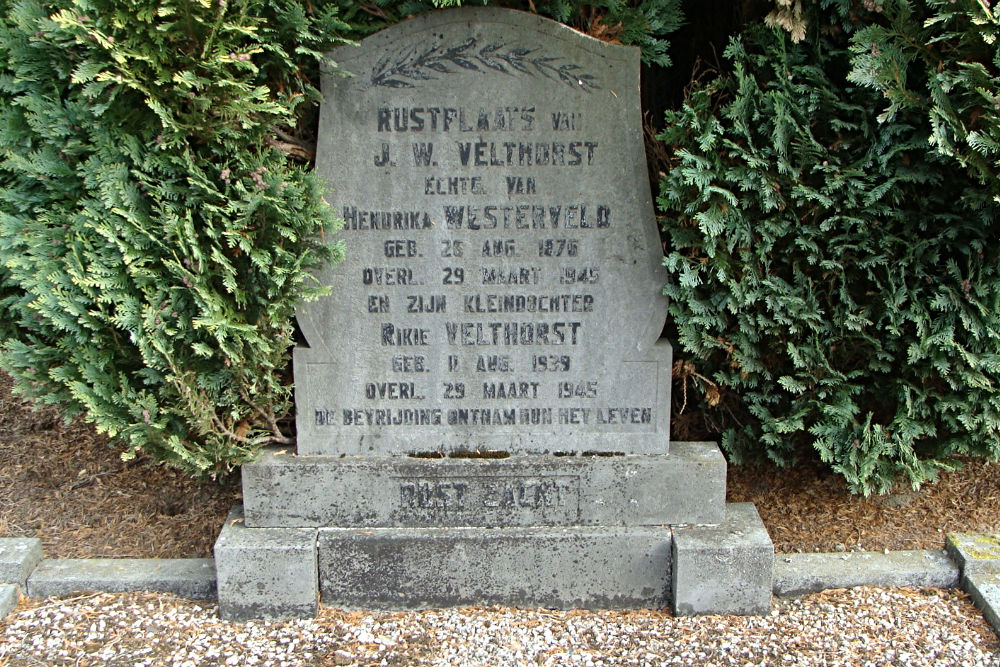 RUSTPLAATS VAN
J. W. VELTHORST
ECHTG. VAN
HENDRIKA WESTERVELD
GEB. 26 AUG. 1876
OVERL. 29 MAART 1945
EN ZIJN KLEINDOCHTER
RIKIE VELTHORST
GEB. 11 AUG. 1939
OVERL. 29 MAART 1945
DE BEVRIJDING ONTNAM HUN HET LEVEN
RUST ZACHT